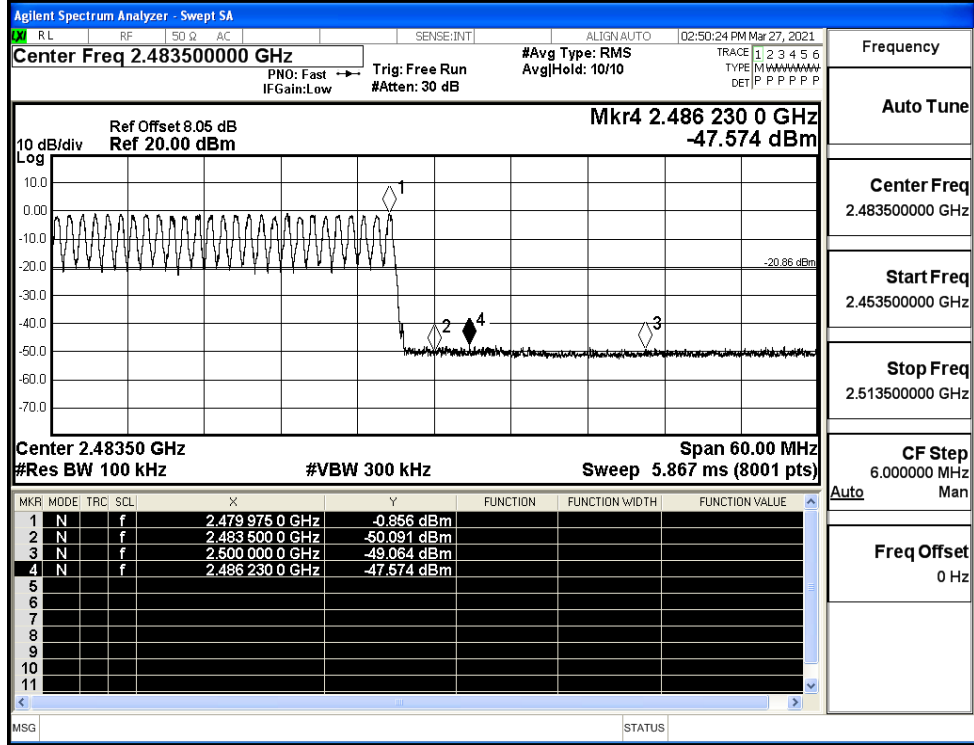 Agilent Spectrum Analyzer - Swept SA
LXI RL RF 50 Ω AC SENSE:INT ALIGNAUTO 02:50:24 PM Mar 27, 2021
Center Freq 2.483500000 GHz
PNO: Fast
IFGain:Low
Trig: Free Run
#Atten: 30 dB
#Avg Type: RMS
Avg|Hold: 10/10
TRACE 1 2 3 4 5 6
TYPE M W W W W W
DET P P P P P P
Mkr4 2.486 230 0 GHz
-47.574 dBm
Ref Offset 8.05 dB
10 dB/div Ref 20.00 dBm
Log
10.0
0.00
-10.0
-20.0
-30.0
-40.0
-50.0
-60.0
-70.0
1
2
4
3
-20.86 dBm
Center 2.48350 GHz Span 60.00 MHz
#Res BW 100 kHz #VBW 300 kHz Sweep 5.867 ms (8001 pts)
MKR MODE TRC SCL X Y FUNCTION FUNCTION WIDTH FUNCTION VALUE
1 N f 2.479 975 0 GHz -0.856 dBm
2 N f 2.483 500 0 GHz -50.091 dBm
3 N f 2.500 000 0 GHz -49.064 dBm
4 N f 2.486 230 0 GHz -47.574 dBm
5
6
7
8
9
10
11
MSG STATUS
Frequency
Auto Tune
Center Freq
2.483500000 GHz
Start Freq
2.453500000 GHz
Stop Freq
2.513500000 GHz
CF Step
6.000000 MHz
Auto Man
Freq Offset
0 Hz